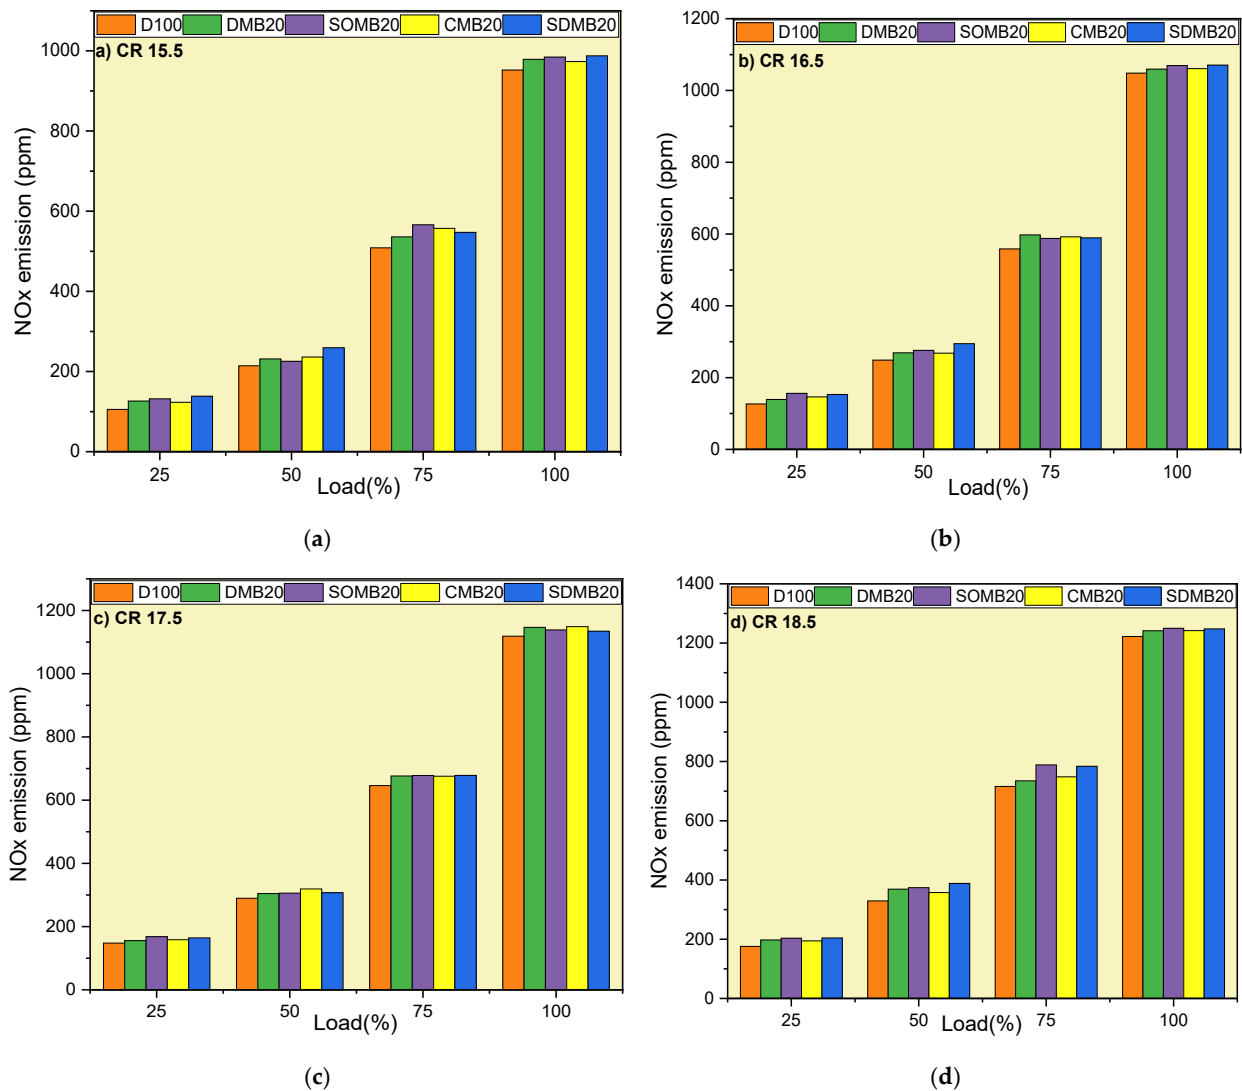 D100 DMB20 SOMB20 CMB20 SDMB20
a) CR 15.5
NOx emission (ppm)
1000
800
600
400
200
0
25 50 75 100
Load(%)
(a)
D100 DMB20 SOMB20 CMB20 SDMB20
b) CR 16.5
NOx emission (ppm)
1200
1000
800
600
400
200
0
25 50 75 100
Load(%)
(b)
D100 DMB20 SOMB20 CMB20 SDMB20
c) CR 17.5
NOx emission (ppm)
1200
1000
800
600
400
200
0
25 50 75 100
Load(%)
(c)
D100 DMB20 SOMB20 CMB20 SDMB20
d) CR 18.5
NOx emission (ppm)
1400
1200
1000
800
600
400
200
0
25 50 75 100
Load(%)
(d)